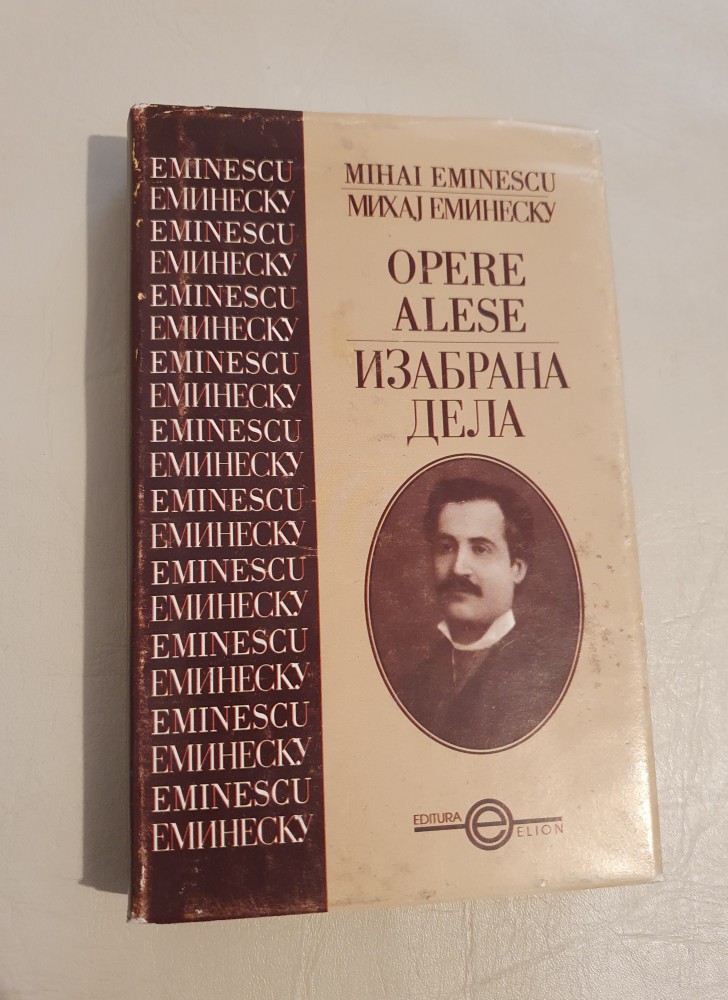 EMINESCU
ЕМИНЕСКУ
EMINESCU
ЕМИНЕСКУ
EMINESCU
ЕМИНЕСКУ
EMINESCU
ЕМИНЕСКУ
EMINESCU
ЕМИНЕСКУ
EMINESCU
ЕМИНЕСКУ
EMINESCU
ЕМИНЕСКУ
EMINESCU
ЕМИНЕСКУ
EMINESCU
ЕМИНЕСКУ
EMINESCU
ЕМИНЕСКУ
MIHAI EMINESCU
МИХАЈ ЕМИНЕСКУ
OPERE
ALESE
ИЗАБРАНА
ДЕЛА
EDITURA e
ELION